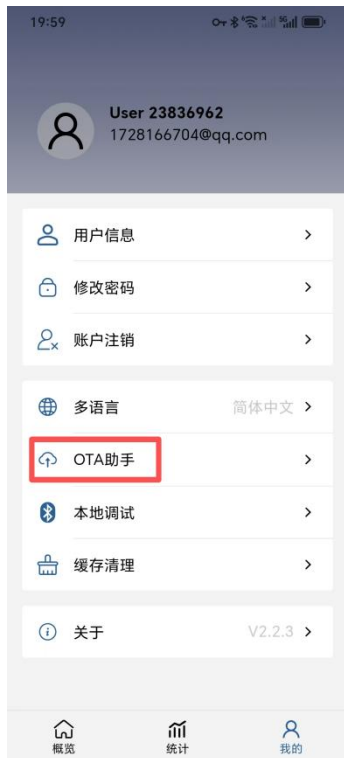 19:59
5G
User 23836962
1728166704@qq.com
用户信息
修改密码
账户注销
多语言 简体中文
OTA助手
本地调试
缓存清理
关于 V2.2.3
概览 统计 我的